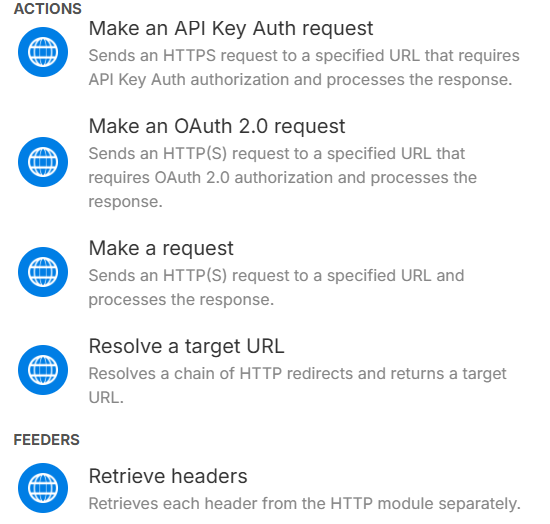 ACTIONS
Make an API Key Auth request
Sends an HTTPS request to a specified URL that requires
API Key Auth authorization and processes the response.
Make an OAuth 2.0 request
Sends an HTTP(S) request to a specified URL that
requires OAuth 2.0 authorization and processes the
response.
Make a request
Sends an HTTP(S) request to a specified URL and
processes the response.
Resolve a target URL
Resolves a chain of HTTP redirects and returns a target
URL.
FEEDERS
Retrieve headers
Retrieves each header from the HTTP module separately.